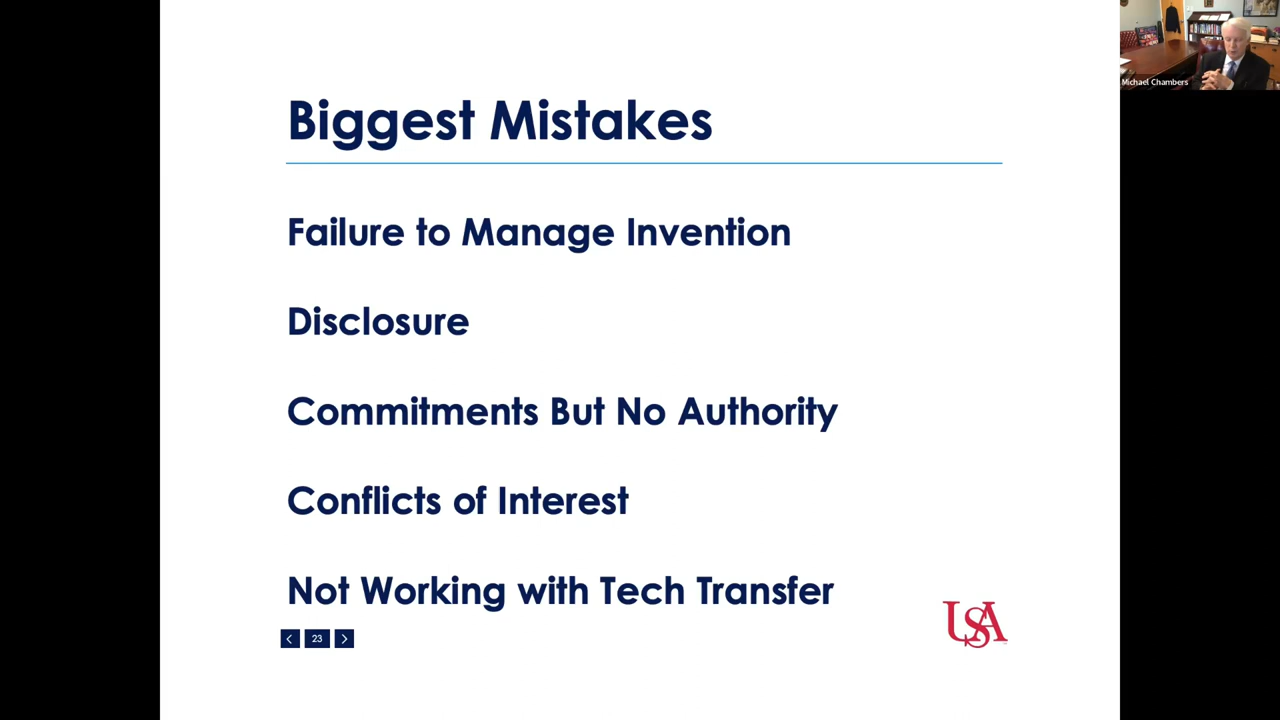 Michael Chambers
Biggest Mistakes
Failure to Manage Invention
Disclosure
Commitments But No Authority
Conflicts of Interest
Not Working with Tech Transfer
23
USA